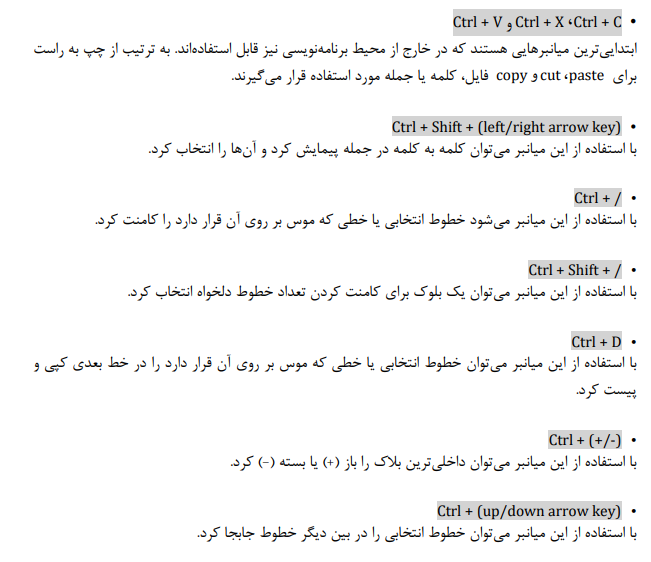 • Ctrl + C، Ctrl + X و Ctrl + V
ابتدایی‌ترین میانبرهایی هستند که در خارج از محیط برنامه‌نویسی نیز قابل استفاده‌اند. به ترتیب از چپ به راست
برای cut ،paste و copy فایل، کلمه یا جمله مورد استفاده قرار می‌گیرند.
• Ctrl + Shift + (left/right arrow key)
با استفاده از این میانبر می‌توان کلمه به کلمه در جمله پیمایش کرد و آن‌ها را انتخاب کرد.
• Ctrl + /
با استفاده از این میانبر می‌شود خطوط انتخابی یا خطی که موس بر روی آن قرار دارد را کامنت کرد.
• Ctrl + Shift + /
با استفاده از این میانبر می‌توان یک بلوک برای کامنت کردن تعداد خطوط دلخواه انتخاب کرد.
• Ctrl + D
با استفاده از این میانبر می‌توان خطوط انتخابی یا خطی که موس بر روی آن قرار دارد را در خط بعدی کپی و
پیست کرد.
• Ctrl + (+/-)
با استفاده از این میانبر می‌توان داخلی‌ترین بلاک را باز (+) یا بسته (–) کرد.
• Ctrl + (up/down arrow key)
با استفاده از این میانبر می‌توان خطوط انتخابی را در بین دیگر خطوط جابجا کرد.